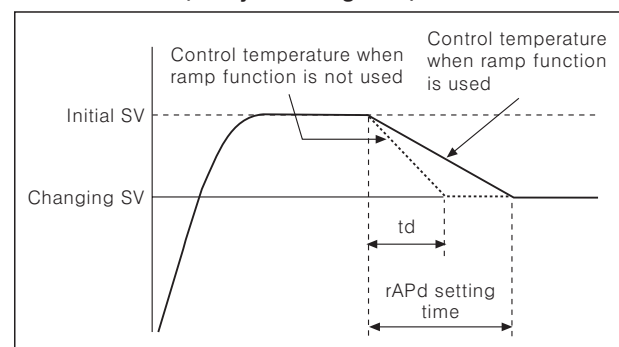 Control temperature when
ramp function is not used
Control temperature
when ramp function
is used
Initial SV
Changing SV
td
rAPd setting
time